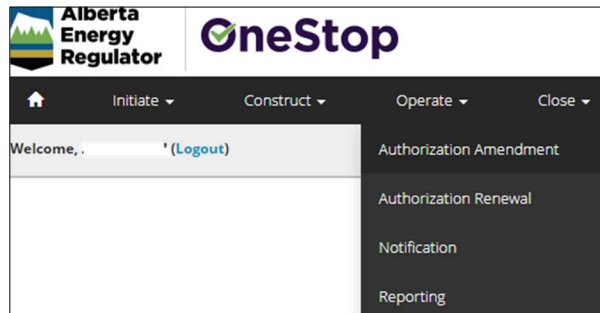 Alberta
Energy
Regulator
OneStop
Initiate Construct Operate Close
Welcome, . ' (Logout)
Authorization Amendment
Authorization Renewal
Notification
Reporting